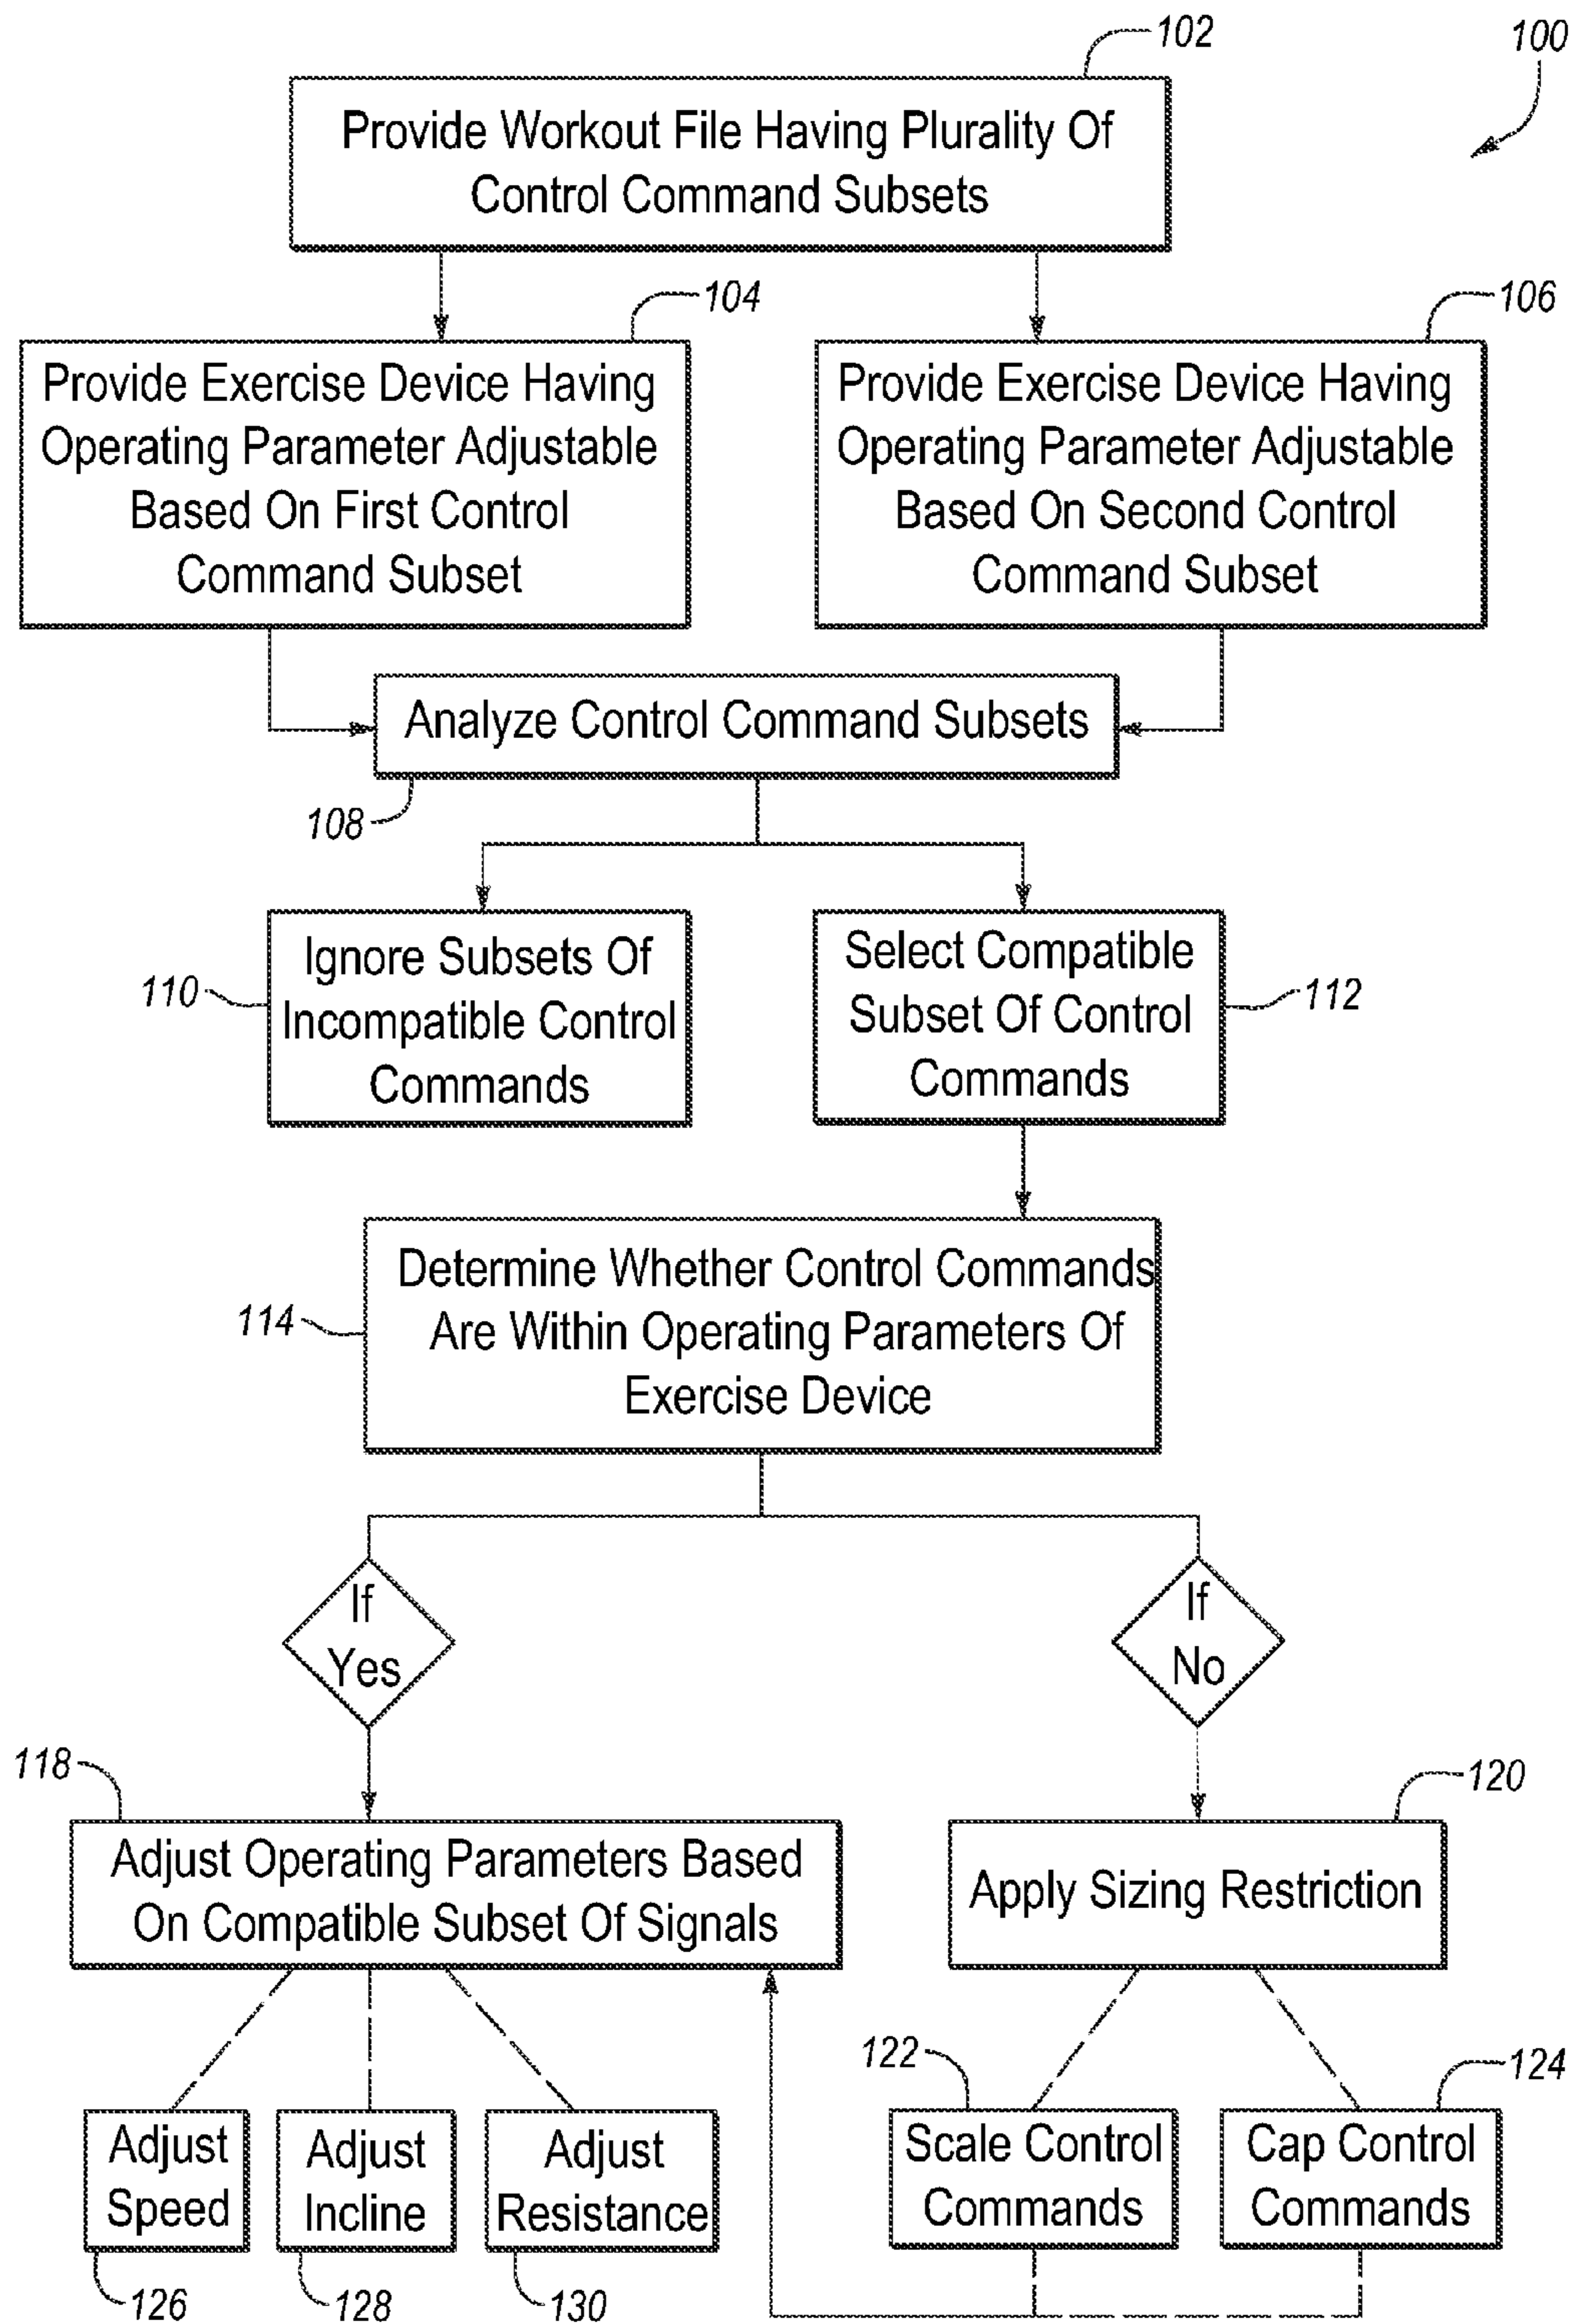 102
100
Provide Workout File Having Plurality Of
Control Command Subsets
104
106
Provide Exercise Device Having
Operating Parameter Adjustable
Based On First Control
Command Subset
Provide Exercise Device Having
Operating Parameter Adjustable
Based On Second Control
Command Subset
Analyze Control Command Subsets
108
110
Ignore Subsets Of
Incompatible Control
Commands
Select Compatible
Subset Of Control
Commands
112
114
Determine Whether Control Commands
Are Within Operating Parameters Of
Exercise Device
If
Yes
If
No
118
120
Adjust Operating Parameters Based
On Compatible Subset Of Signals
Apply Sizing Restriction
122
124
Adjust
Speed
Adjust
Incline
Adjust
Resistance
Scale Control
Commands
Cap Control
Commands
126
128
130